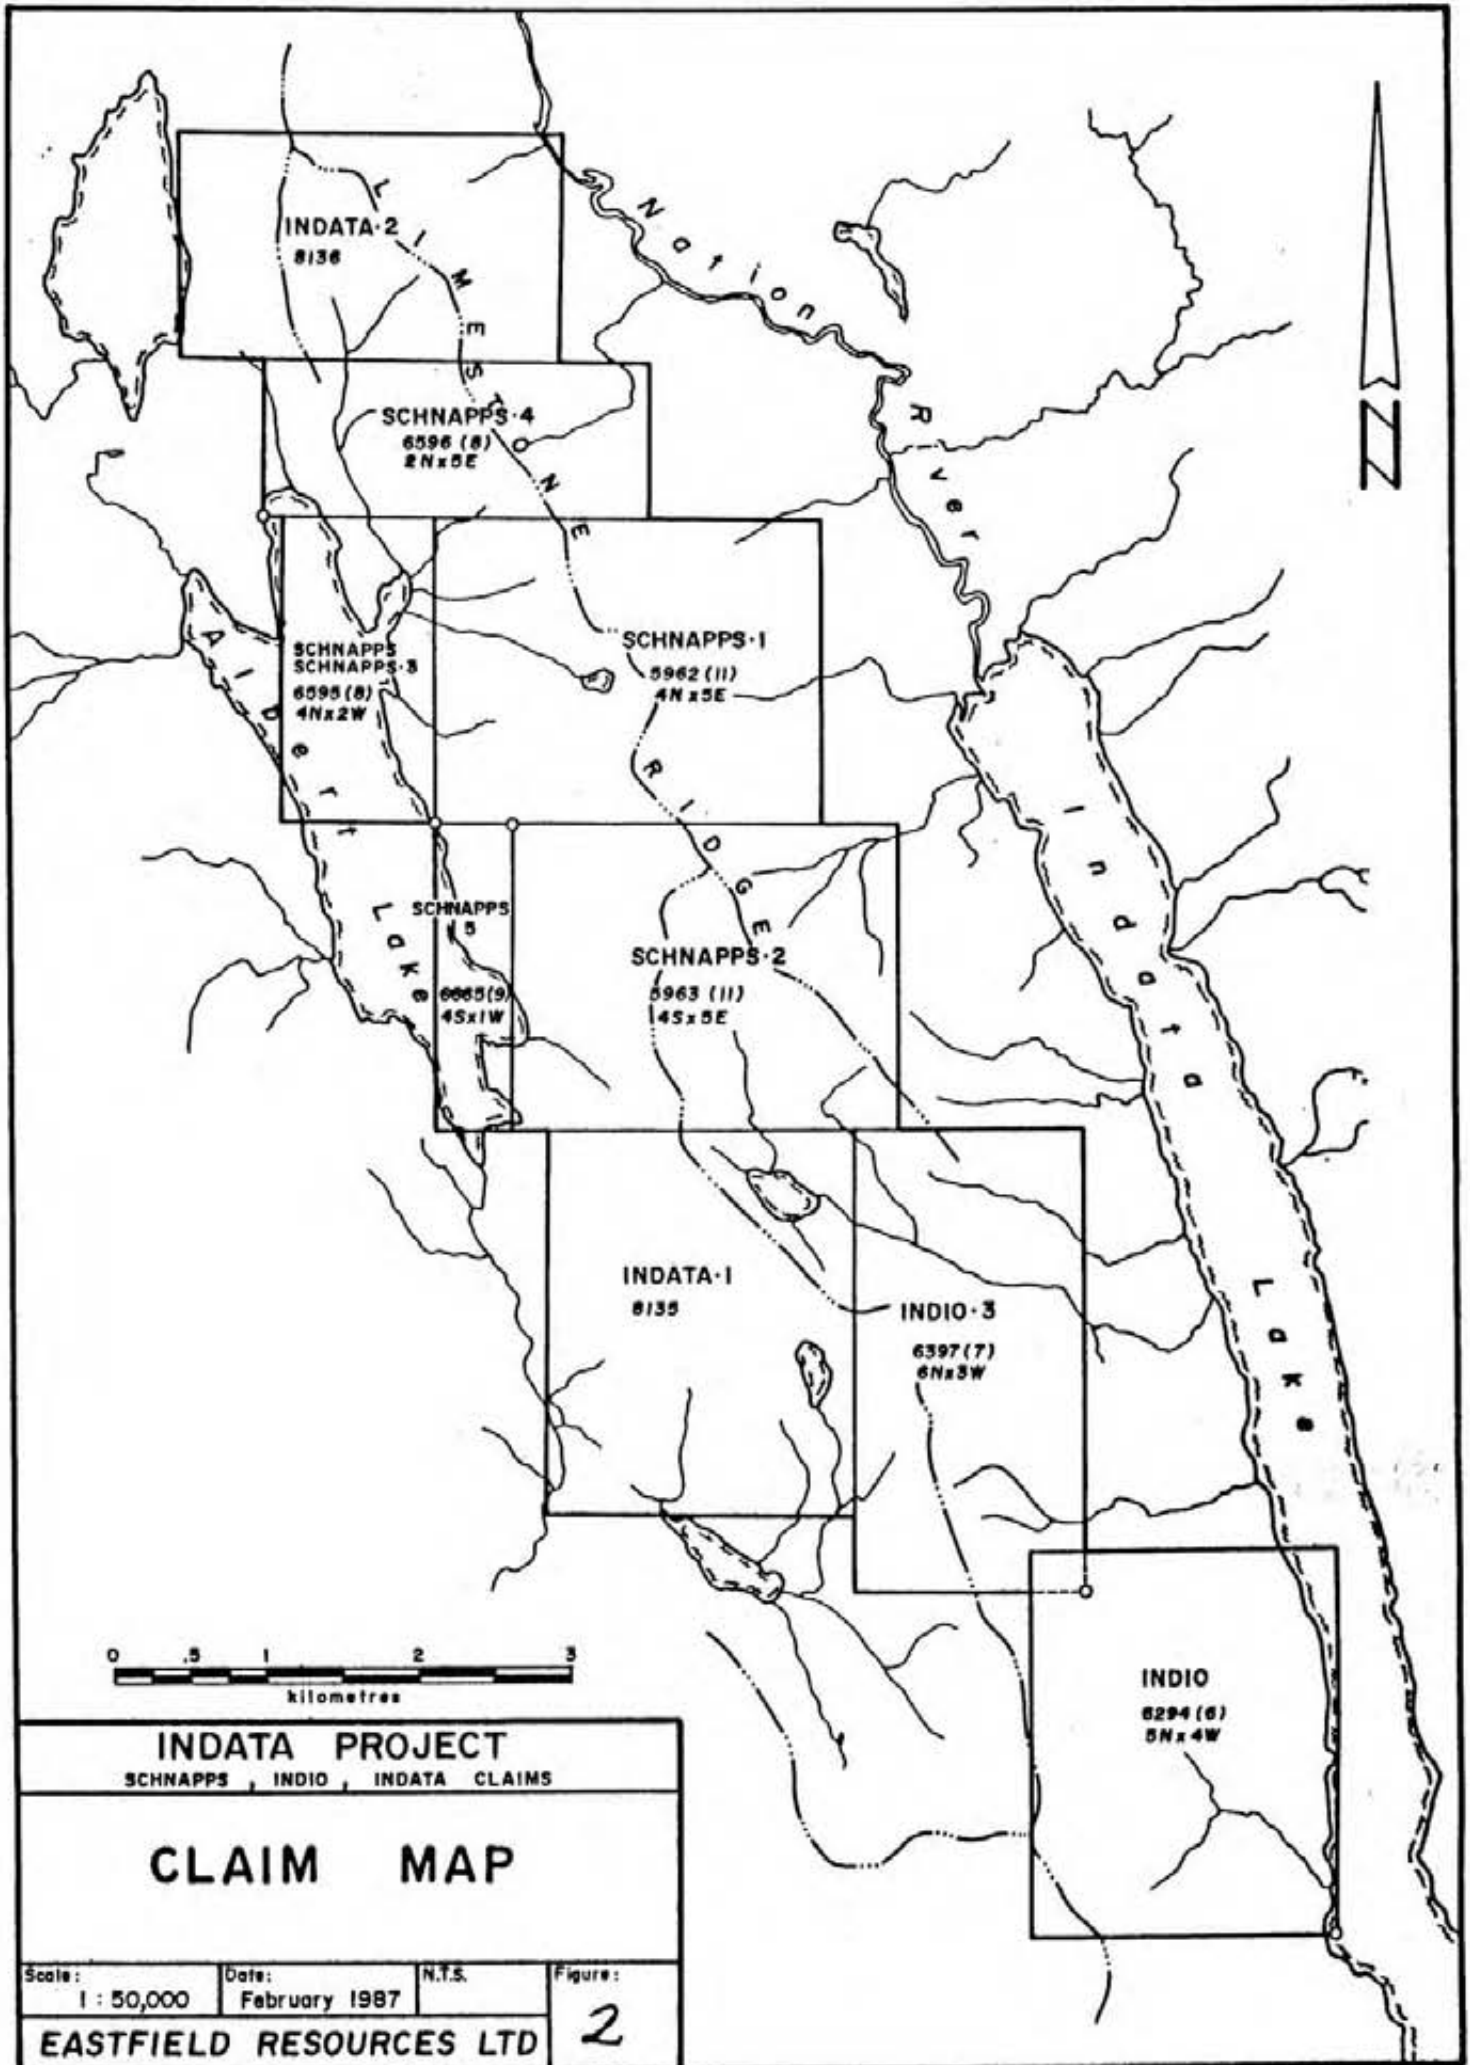 INDATA·2
8136
LIMESTONE
Nation
River
SCHNAPPS·4
6596 (8)
2N x 5E
N
SCHNAPPS
SCHNAPPS·3
6595(8)
4N x 2W
Albert
Lake
SCHNAPPS·1
5962 (11)
4N x 5E
RIDGE
SCHNAPPS
5
6665(9)
4S x 1W
SCHNAPPS·2
5963 (11)
4S x 5E
Indata
Lake
INDATA·1
8135
INDIO·3
6397(7)
6N x 3W
INDIO
6294(6)
5N x 4W
0 .5 1 2 3
kilometres
INDATA PROJECT
SCHNAPPS , INDIO , INDATA CLAIMS
CLAIM MAP
Scale:
1 : 50,000
Date:
February 1987
N.T.S.
Figure:
2
EASTFIELD RESOURCES LTD